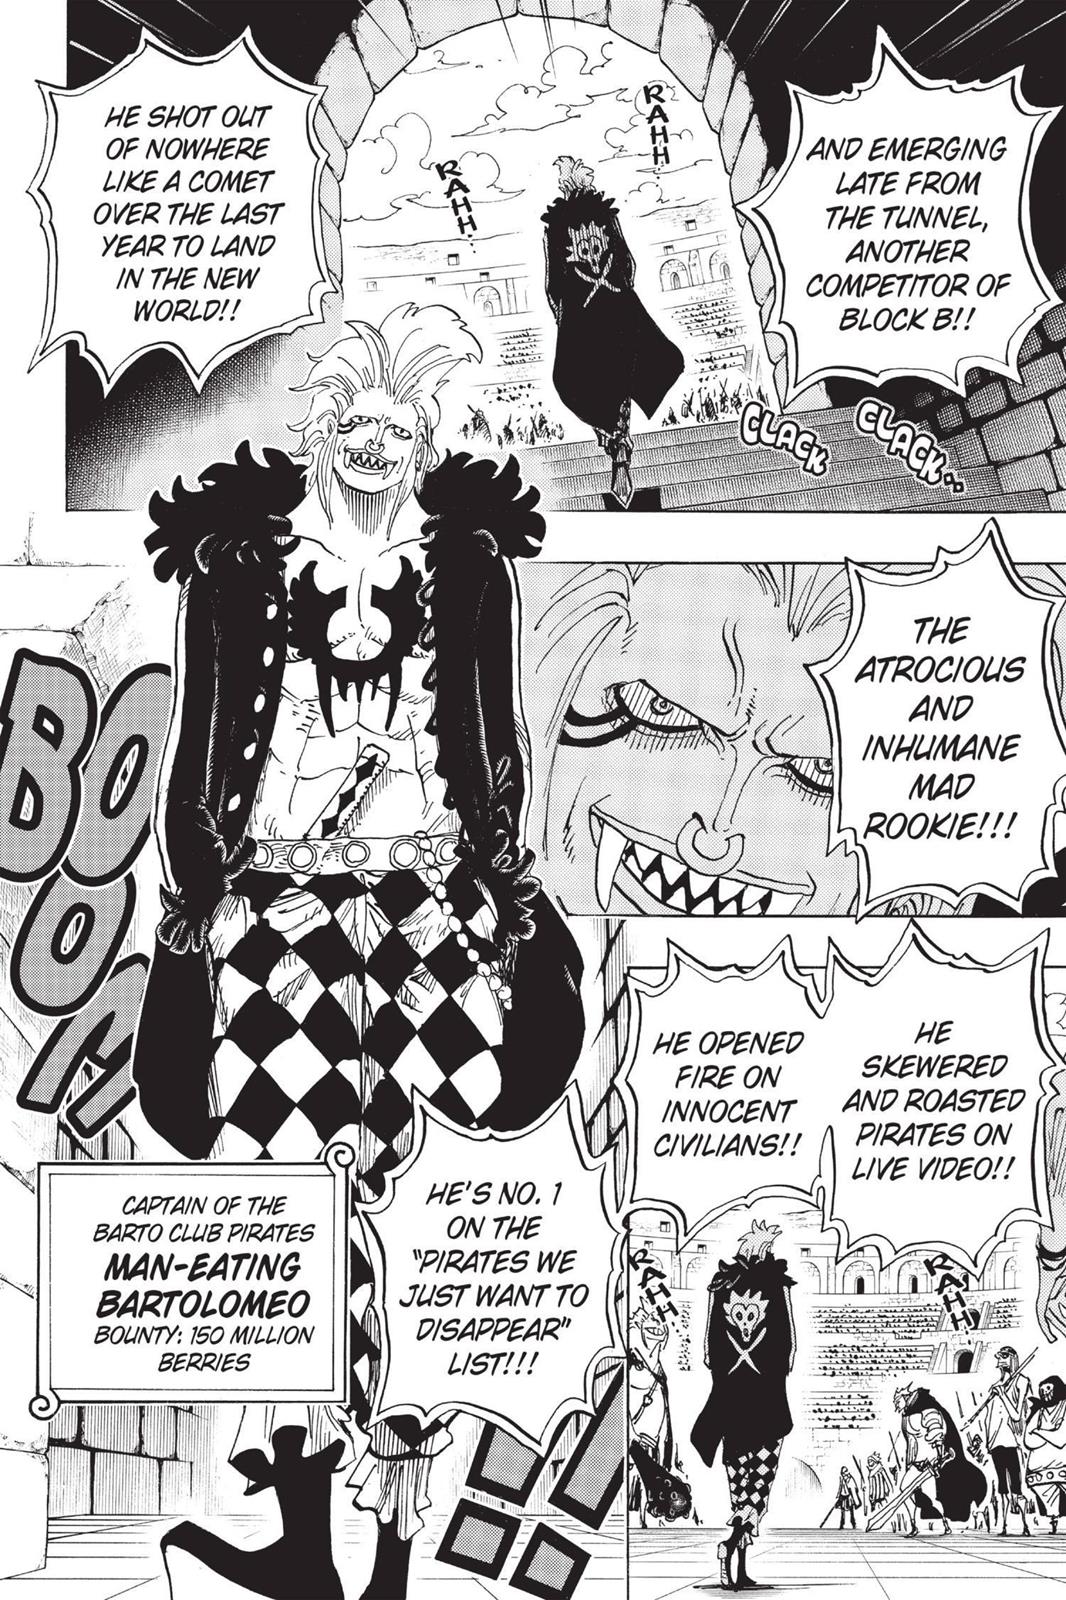 AND EMERGING
LATE FROM
THE TUNNEL,
ANOTHER
COMPETITOR OF
BLOCK B!!
RAHH
RAHH
HE SHOT OUT
OF NOWHERE
LIKE A COMET
OVER THE LAST
YEAR TO LAND
IN THE NEW
WORLD!!
CLACK
CLACK
THE
ATROCIOUS
AND
INHUMANE
MAD
ROOKIE!!!
BOOM
HE
SKEWERED
AND ROASTED
PIRATES ON
LIVE VIDEO!!
HE OPENED
FIRE ON
INNOCENT
CIVILIANS!!
HE'S NO. 1
ON THE
"PIRATES WE
JUST WANT TO
DISAPPEAR"
LIST!!!
CAPTAIN OF THE
BARTO CLUB PIRATES
MAN-EATING
BARTOLOMEO
BOUNTY: 150 MILLION
BERRIES
!!
RAHH
RAHH